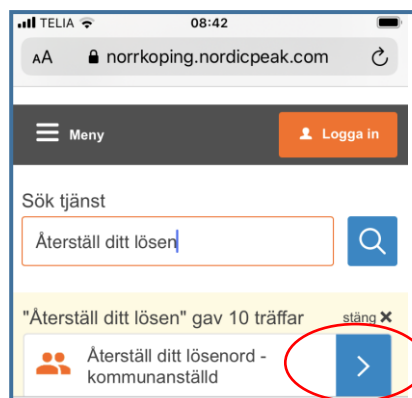 TELIA 08:42
AA norrkoping.nordicpeak.com
Meny Logga in
Sök tjänst
Återställ ditt lösen
"Återställ ditt lösen" gav 10 träffar stäng
Återställ ditt lösenord -
kommunanställd